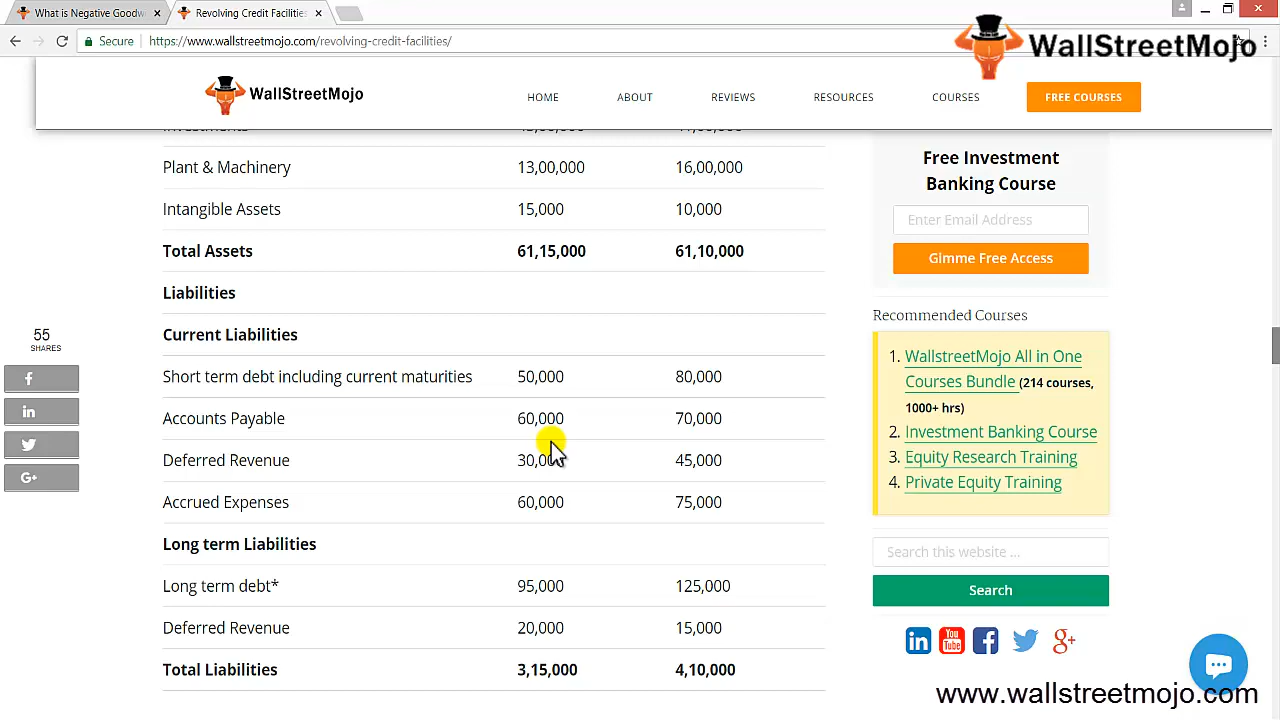 What is Negative Goodw
Revolving Credit Facilitie
Secure
https://www.wallstreetmojo.com/revolving-credit-facilities/
WallStreetMojo
WallStreetMojo
HOME
ABOUT
REVIEWS
RESOURCES
COURSES
FREE COURSES
Plant & Machinery 13,00,000 16,00,000
Intangible Assets 15,000 10,000
Total Assets 61,15,000 61,10,000
Liabilities
Current Liabilities
Short term debt including current maturities 50,000 80,000
Accounts Payable 60,000 70,000
Deferred Revenue 30,000 45,000
Accrued Expenses 60,000 75,000
Long term Liabilities
Long term debt* 95,000 125,000
Deferred Revenue 20,000 15,000
Total Liabilities 3,15,000 4,10,000
55
SHARES
Free Investment
Banking Course
Enter Email Address
Gimme Free Access
Recommended Courses
1. WallstreetMojo All in One
Courses Bundle (214 courses,
1000+ hrs)
2. Investment Banking Course
3. Equity Research Training
4. Private Equity Training
Search this website ...
Search
www.wallstreetmojo.com